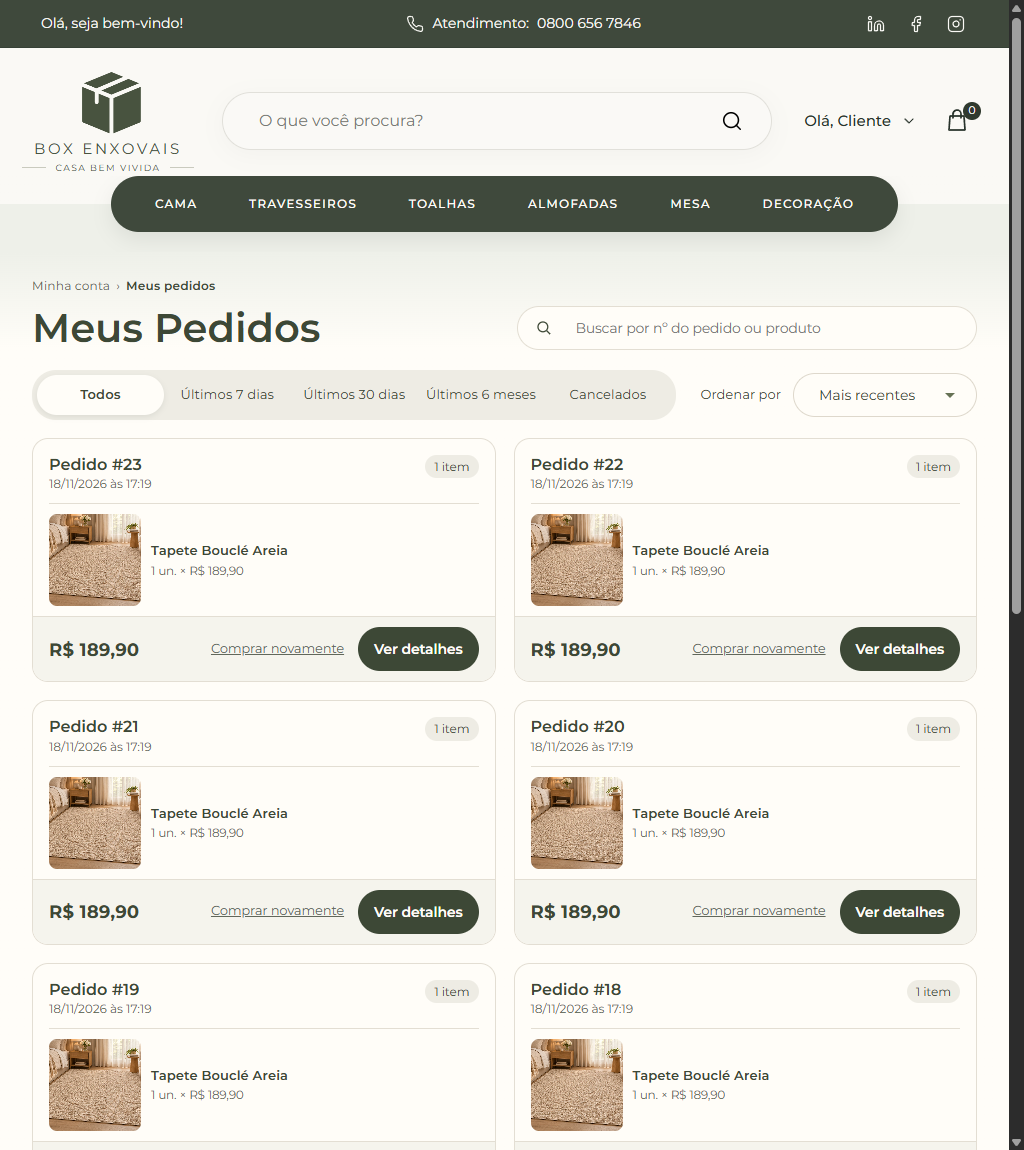 Olá, seja bem-vindo!
Atendimento: 0800 656 7846
BOX ENXOVAIS
CASA BEM VIVIDA
O que você procura?
Olá, Cliente
0
CAMA TRAVESSEIROS TOALHAS ALMOFADAS MESA DECORAÇÃO
Minha conta › Meus pedidos
Meus Pedidos
Buscar por nº do pedido ou produto
Todos Últimos 7 dias Últimos 30 dias Últimos 6 meses Cancelados
Ordenar por Mais recentes
Pedido #23
1 item
18/11/2026 às 17:19
Tapete Bouclé Areia
1 un. × R$ 189,90
R$ 189,90 Comprar novamente Ver detalhes
Pedido #22
1 item
18/11/2026 às 17:19
Tapete Bouclé Areia
1 un. × R$ 189,90
R$ 189,90 Comprar novamente Ver detalhes
Pedido #21
1 item
18/11/2026 às 17:19
Tapete Bouclé Areia
1 un. × R$ 189,90
R$ 189,90 Comprar novamente Ver detalhes
Pedido #20
1 item
18/11/2026 às 17:19
Tapete Bouclé Areia
1 un. × R$ 189,90
R$ 189,90 Comprar novamente Ver detalhes
Pedido #19
1 item
18/11/2026 às 17:19
Tapete Bouclé Areia
1 un. × R$ 189,90
Pedido #18
1 item
18/11/2026 às 17:19
Tapete Bouclé Areia
1 un. × R$ 189,90